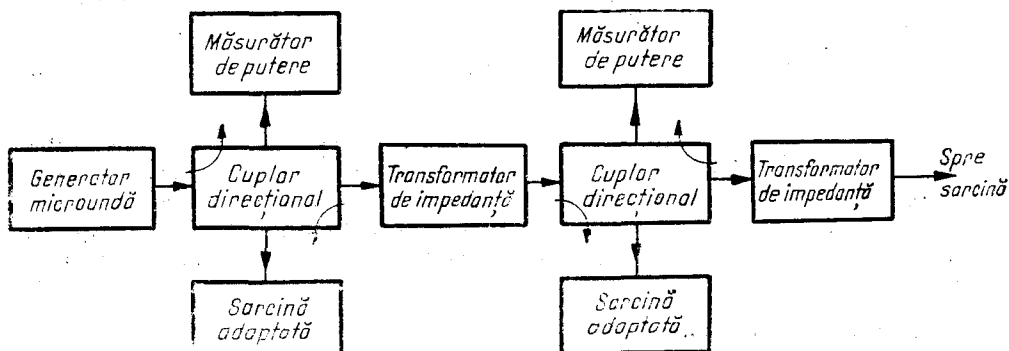 Măsurător
de putere
Măsurător
de putere
Generator
microundă
Cuplor
direcțional
Transformator
de impedanță
Cuplor
direcțional
Transformator
de impedanță
Spre
sarcină
Sarcină
adaptată
Sarcină
adaptată